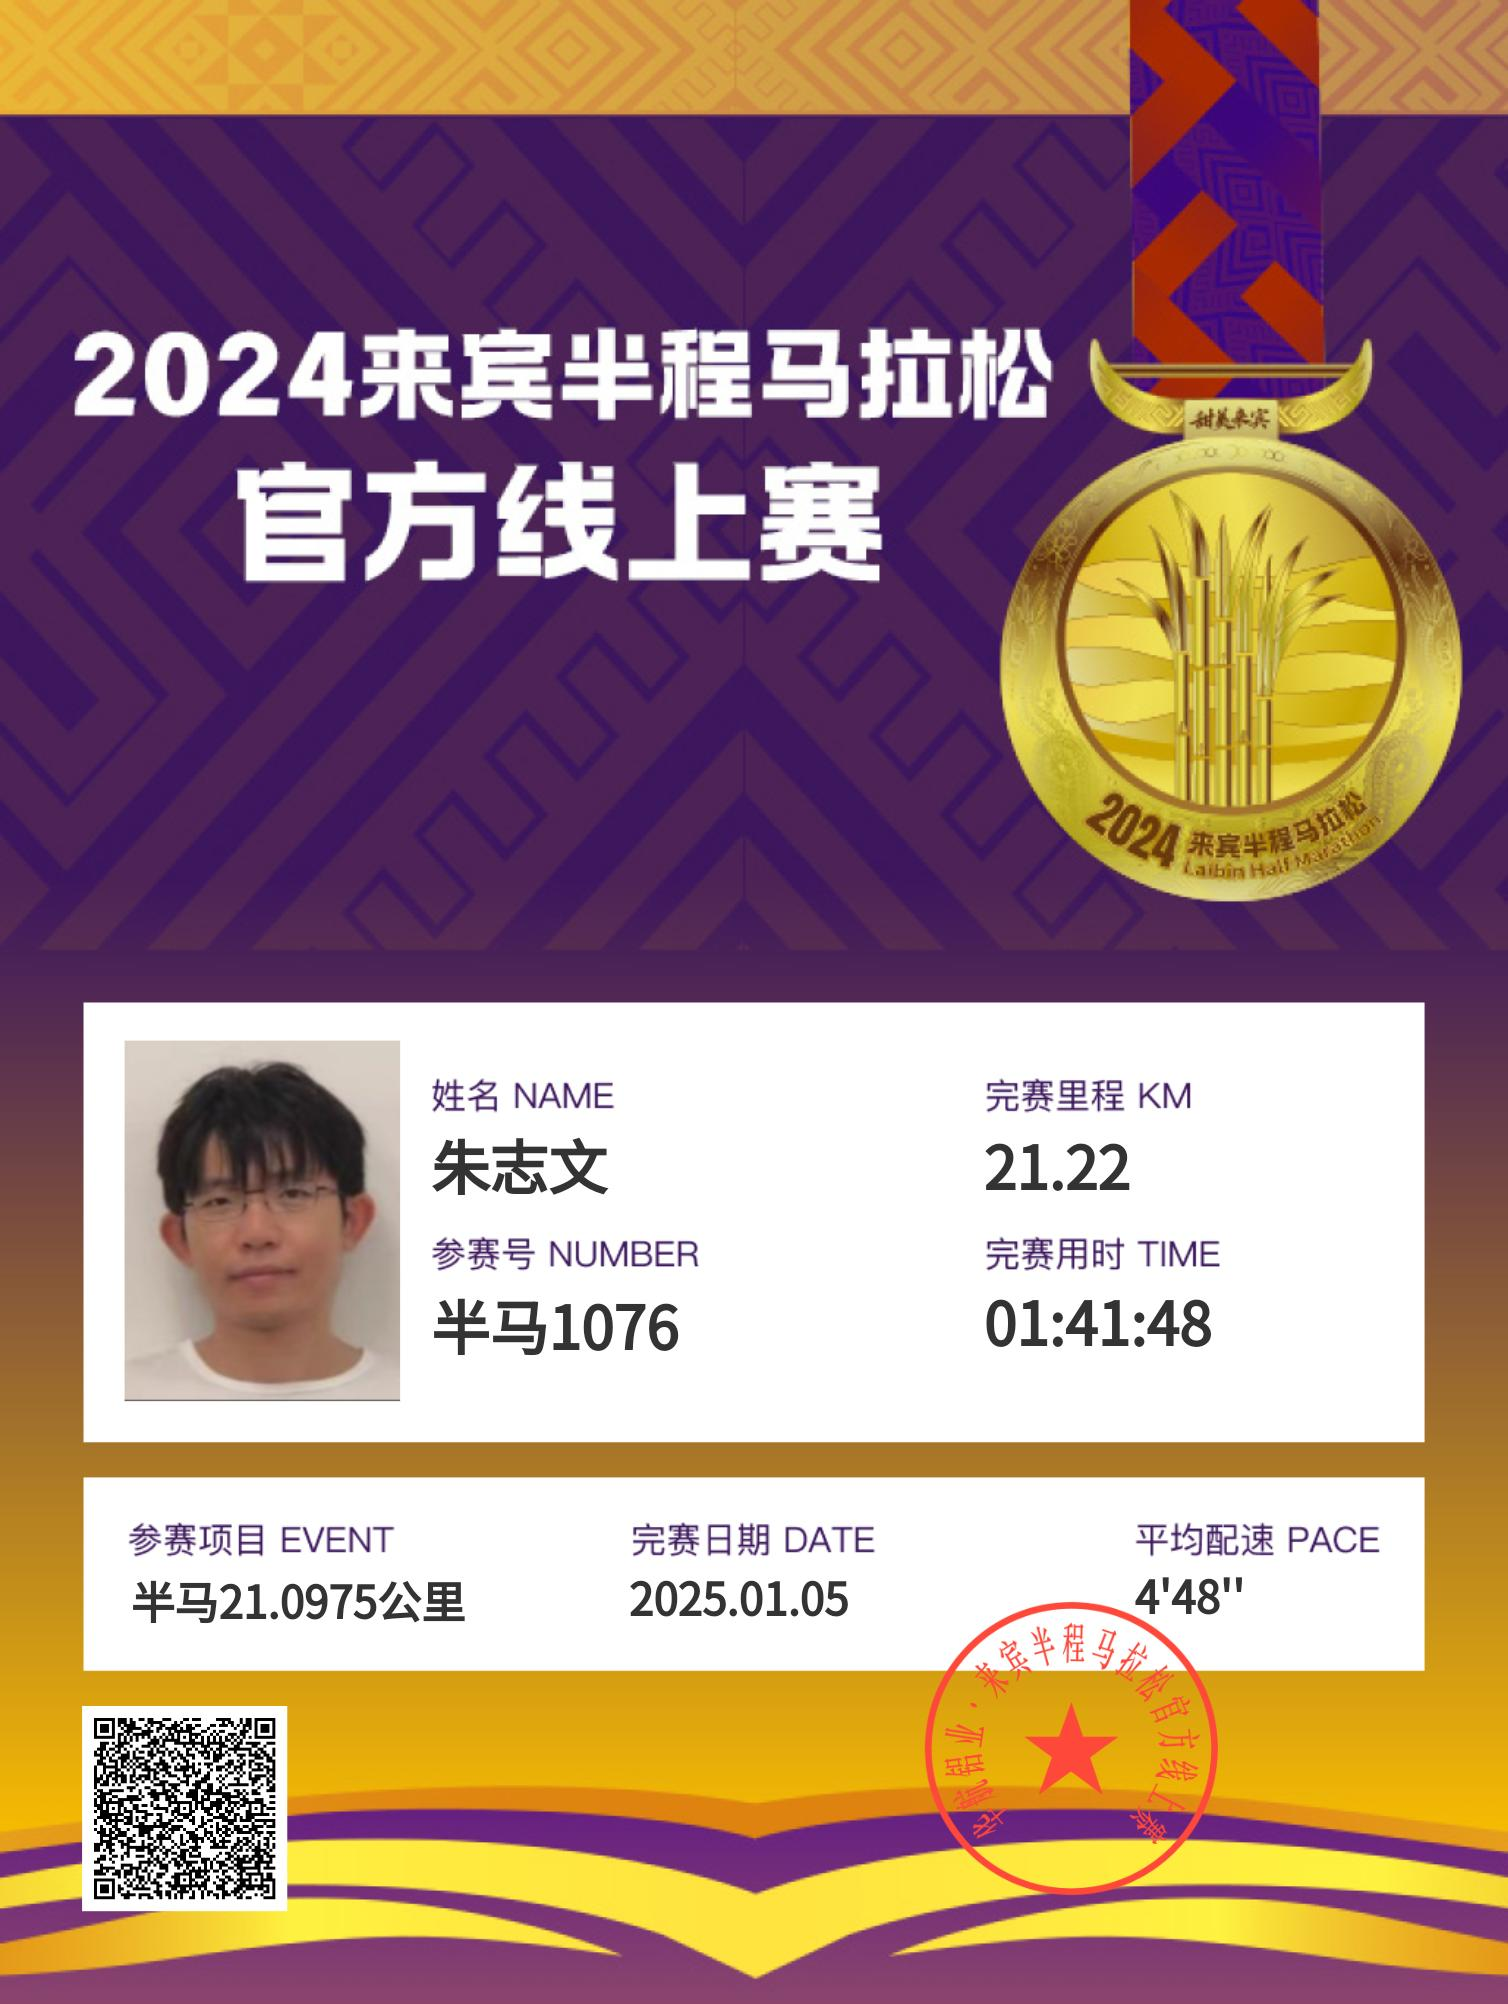 2024来宾半程马拉松
官方线上赛
甜美来宾
2024 来宾半程马拉松
Laibin Half Marathon
姓名 NAME
朱志文
完赛里程 KM
21.22
参赛号 NUMBER
半马1076
完赛用时 TIME
01:41:48
参赛项目 EVENT
半马21.0975公里
完赛日期 DATE
2025.01.05
平均配速 PACE
4'48''
铝业·来宾半程马拉松官方线上赛